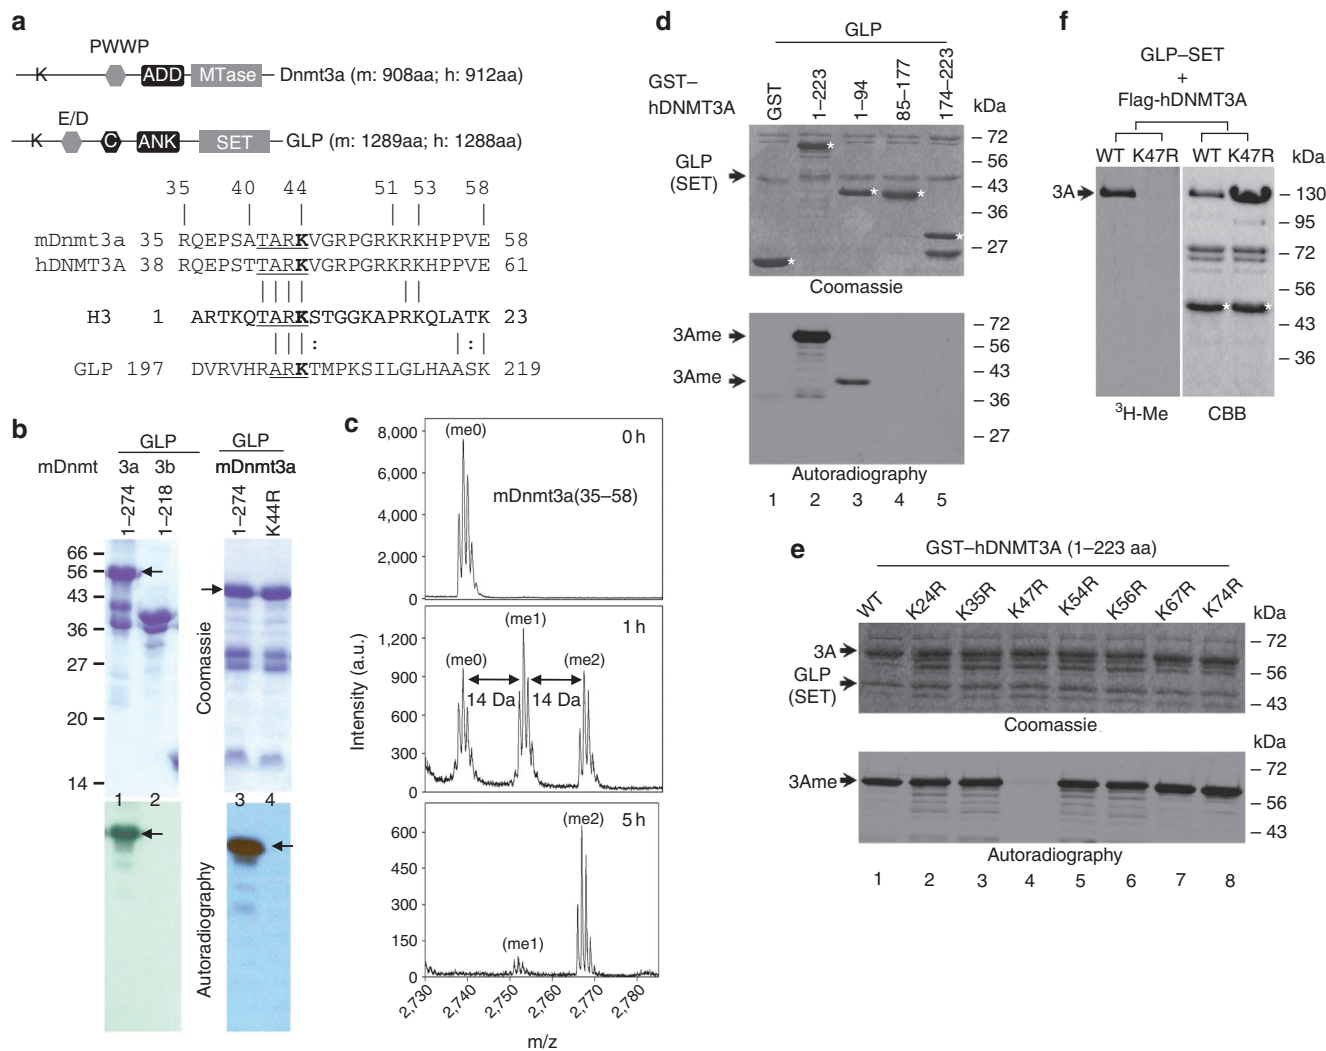 a
PWWP
K ADD MTase Dnmt3a (m: 908aa; h: 912aa)
E/D
K C ANK SET GLP (m: 1289aa; h: 1288aa)
35 40 44 51 53 58
mDnmt3a 35 RQEPSATARKVGRPGRKRKHPPVE 58
hDNMT3A 38 RQEPSTTARKVGRPGRKRKHPPVE 61
H3 1 ARTKQTARKSTGGKAPRKQLATK 23
:
:
GLP 197 DVRVHRARKTMPKSILGLHAASK 219
b
GLP GLP
mDnmt 3a 3b mDnmt3a
1–274 1–218 1–274 K44R
66
56
43
36
27
20
14
Coomassie
1 2 3 4
Autoradiography
c
8,000
6,000
4,000
2,000
0
(me0)
0 h
mDnmt3a(35–58)
1,200
900
600
300
0
(me0) (me1) (me2)
1 h
14 Da 14 Da
Intensity (a.u.)
600
450
300
150
0
(me1) (me2)
5 h
2,730 2,740 2,750 2,760 2,770 2,780
m/z
d
GLP
GST–
hDNMT3A
GST 1–223 1–94 85–177 174–223
kDa
GLP
(SET)
* * * * *
– 72
– 56
– 43
– 36
– 27
Coomassie
3Ame
3Ame
– 72
– 56
– 43
– 36
– 27
Autoradiography
1 2 3 4 5
e
GST–hDNMT3A (1–223 aa)
WT K24R K35R K47R K54R K56R K67R K74R
kDa
3A
GLP
(SET)
– 72
– 56
– 43
Coomassie
kDa
3Ame
– 72
– 56
– 43
Autoradiography
1 2 3 4 5 6 7 8
f
GLP–SET
+
Flag-hDNMT3A
WT K47R WT K47R kDa
3A
* *
– 130
– 95
– 72
– 56
– 43
– 36
3H-Me CBB